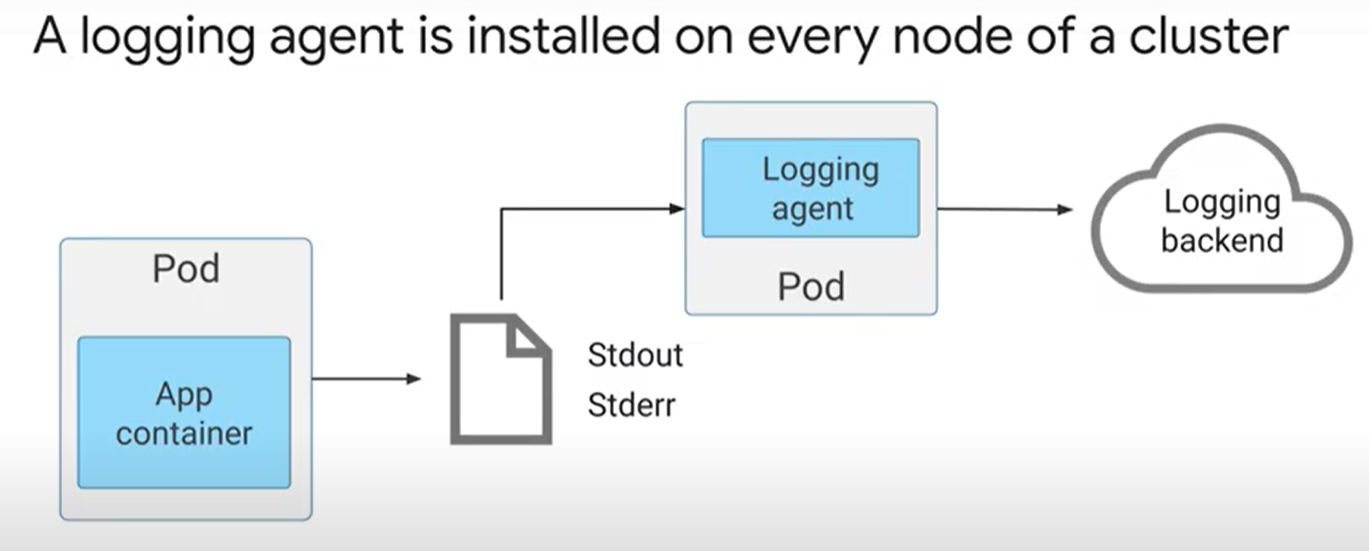 A logging agent is installed on every node of a cluster
Pod
App
container
Stdout
Stderr
Logging
agent
Pod
Logging
backend